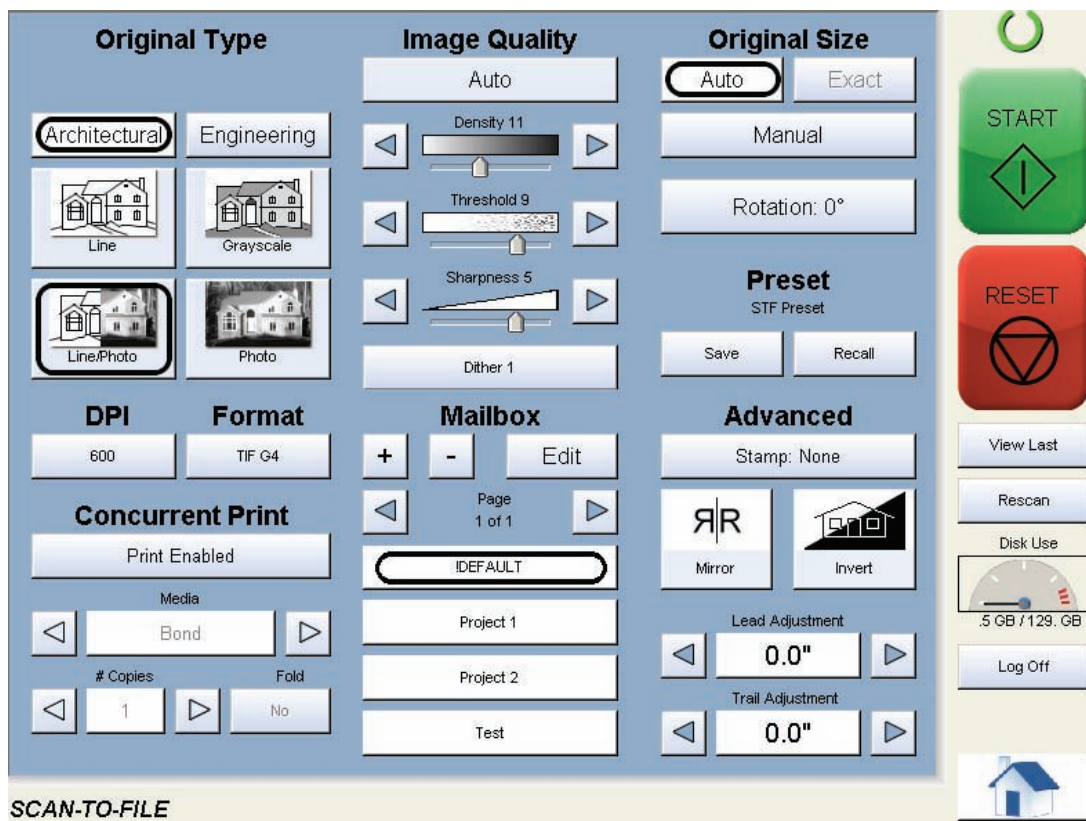 Original Type
Architectural
Engineering
Line
Grayscale
Line/Photo
Photo
DPI
Format
600
TIF G4
Concurrent Print
Print Enabled
Media
Bond
# Copies
Fold
1
No
Image Quality
Auto
Density 11
Threshold 9
Sharpness 5
Dither 1
Mailbox
+
-
Edit
Page
1 of 1
!DEFAULT
Project 1
Project 2
Test
Original Size
Auto
Exact
Manual
Rotation: 0°
Preset
STF Preset
Save
Recall
Advanced
Stamp: None
R|R
Mirror
Invert
Lead Adjustment
0.0"
Trail Adjustment
0.0"
START
RESET
View Last
Rescan
Disk Use
.5 GB / 129. GB
Log Off
SCAN-TO-FILE